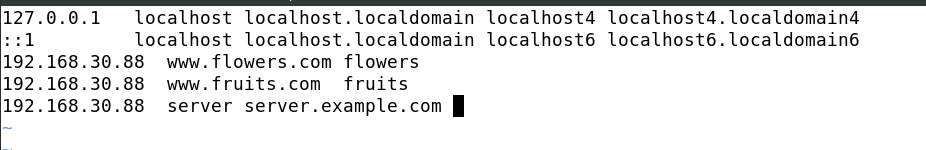 127.0.0.1   localhost localhost.localdomain localhost4 localhost4.localdomain4
::1         localhost localhost.localdomain localhost6 localhost6.localdomain6
192.168.30.88  www.flowers.com flowers
192.168.30.88  www.fruits.com  fruits
192.168.30.88  server server.example.com
~
~